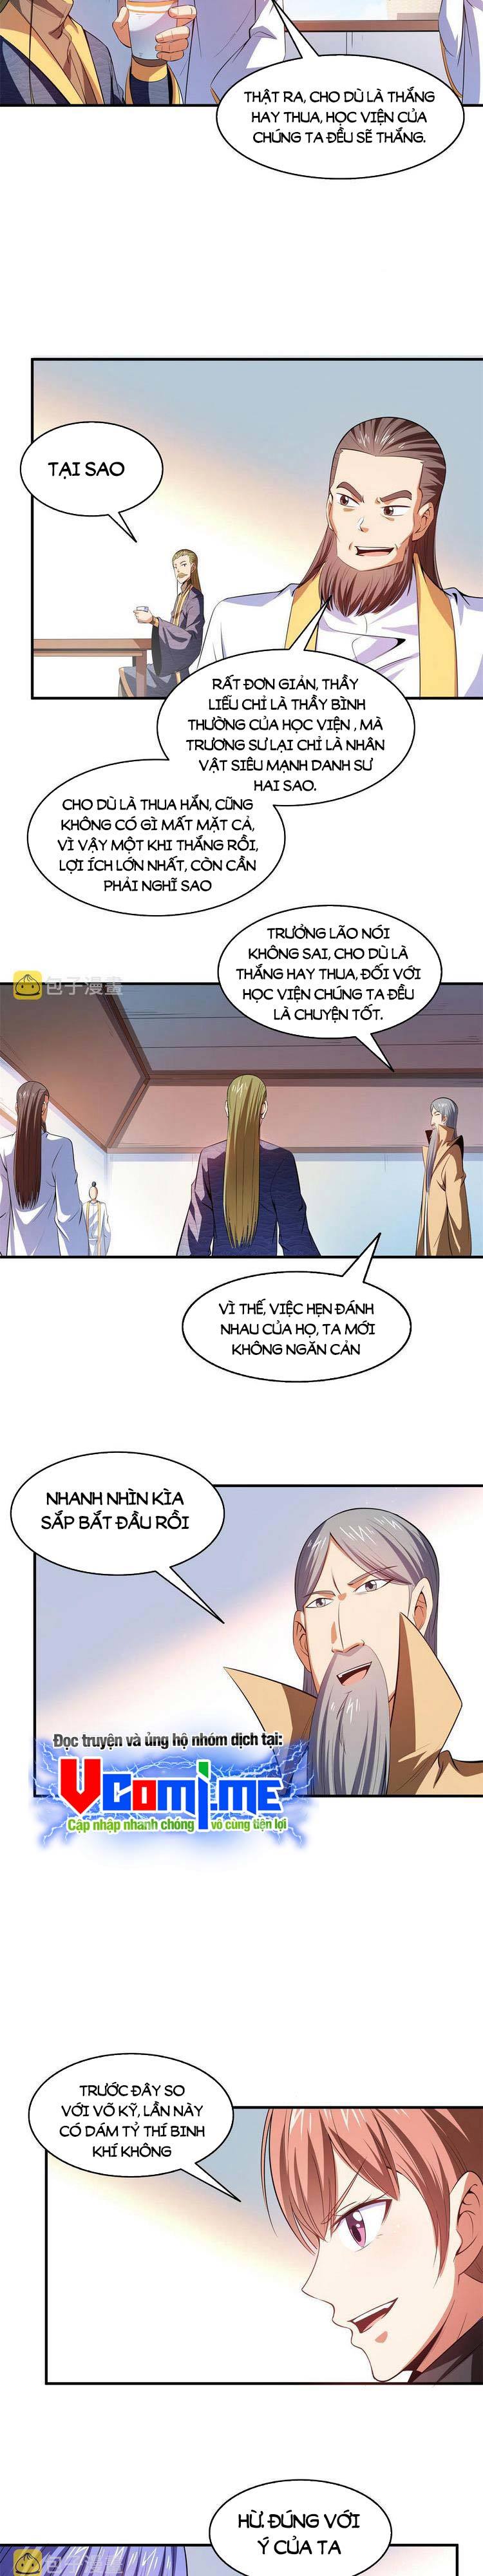 THẬT RA, CHO DÙ LÀ THẮNG
HAY THUA, HỌC VIỆN CỦA
CHÚNG TA ĐỀU SẼ THẮNG.
TẠI SAO
RẤT ĐƠN GIẢN, THẦY
LIẾU CHỈ LÀ THẦY BÌNH
THƯỜNG CỦA HỌC VIỆN , MÀ
TRƯƠNG SƯ LẠI CHỈ LÀ NHÂN
VẬT SIÊU MẠNH DANH SƯ
HAI SAO.
CHO DÙ LÀ THUA HẮN, CŨNG
KHÔNG CÓ GÌ MẤT MẶT CẢ,
VÌ VẬY MỘT KHI THẮNG RỒI,
LỢI ÍCH LỚN NHẤT, CÒN CẦN
PHẢI NGHĨ SAO
TRƯỞNG LÃO NÓI
KHÔNG SAI, CHO DÙ LÀ
THẮNG HAY THUA, ĐỐI VỚI
HỌC VIỆN CHÚNG TA ĐỀU
LÀ CHUYỆN TỐT.
包子漫畫
VÌ THẾ, VIỆC HẸN ĐÁNH
NHAU CỦA HỌ, TA MỚI
KHÔNG NGĂN CẢN
NHANH NHÌN KÌA
SẮP BẮT ĐẦU RỒI
Đọc truyện và ủng hộ nhóm dịch tại:
VComi.me
Cập nhập nhanh chóng vô cùng tiện lợi
TRƯỚC ĐÂY SO
VỚI VÕ KỸ, LẦN NÀY
CÓ DÁM TỶ THÍ BINH
KHÍ KHÔNG
HỪ. ĐÚNG VỚI
Ý CỦA TA
包子漫畫